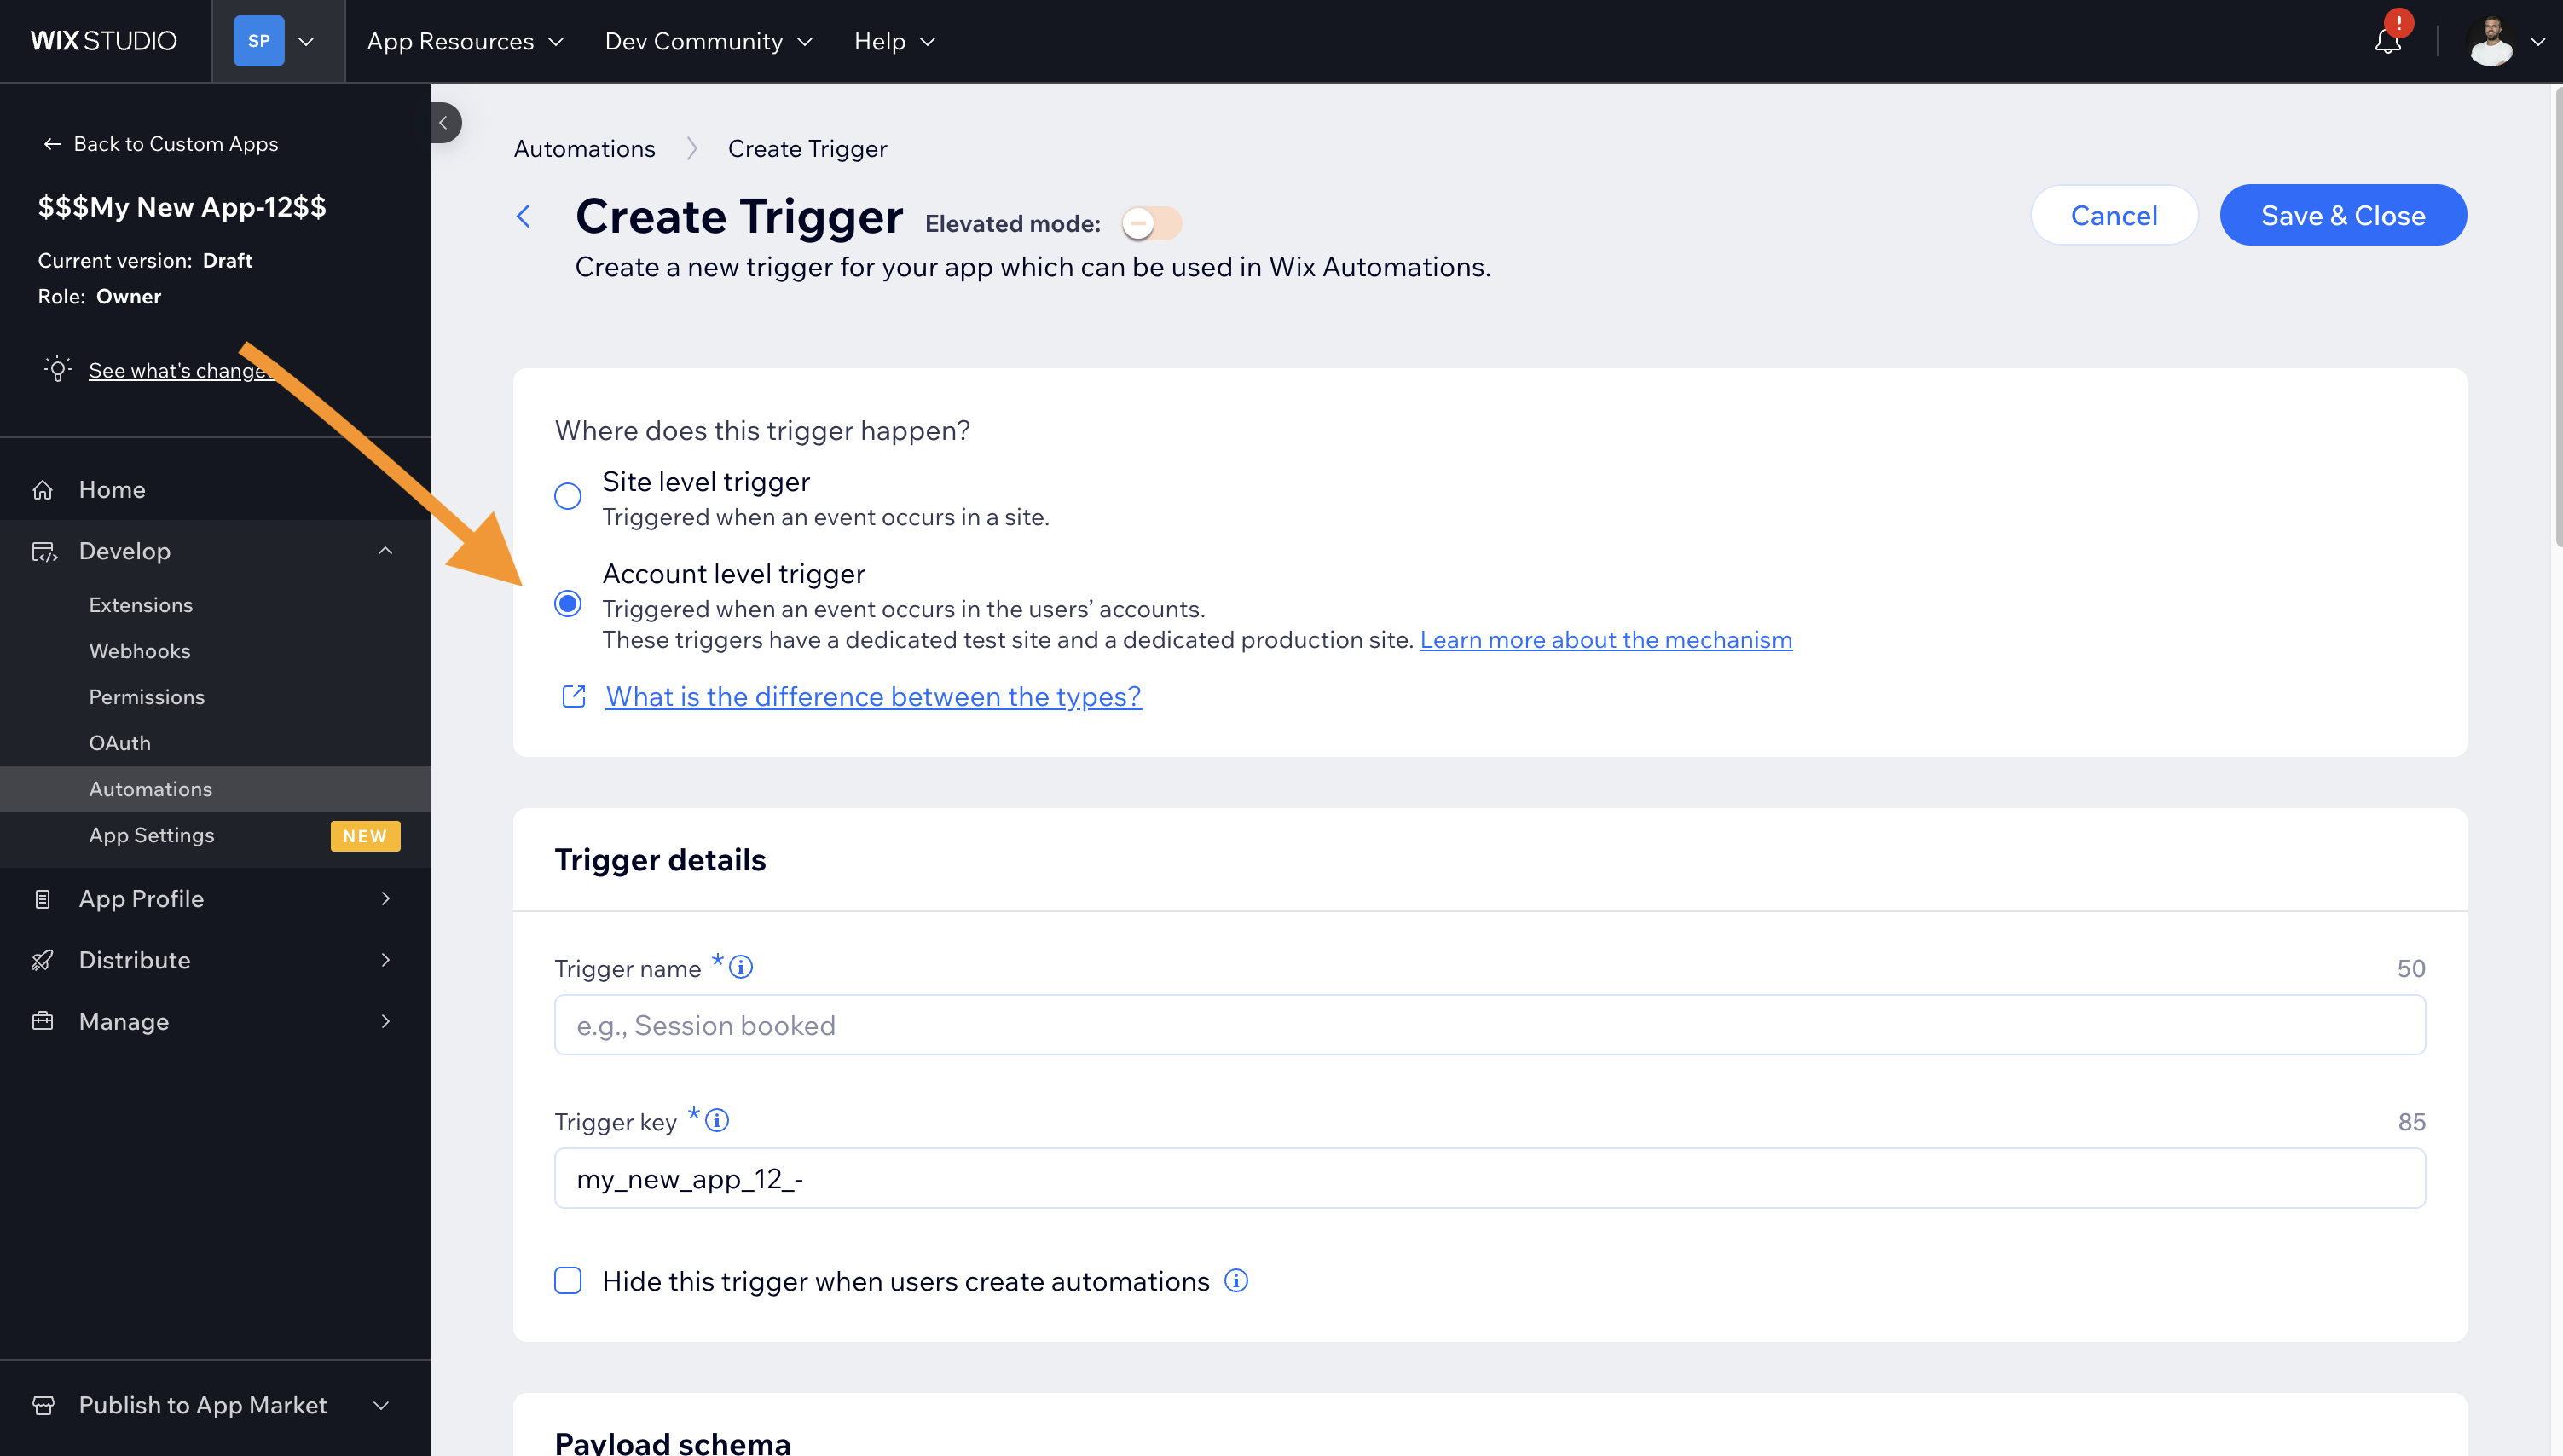 WIX STUDIO
SP
App Resources
Dev Community
Help
!
Back to Custom Apps
$$$My New App-12$$
Current version: Draft
Role: Owner
See what's change
Home
Develop
Extensions
Webhooks
Permissions
OAuth
Automations
App Settings
NEW
App Profile
Distribute
Manage
Publish to App Market
Automations
Create Trigger
Create Trigger
Elevated mode:
Create a new trigger for your app which can be used in Wix Automations.
Cancel
Save & Close
Where does this trigger happen?
Site level trigger
Triggered when an event occurs in a site.
Account level trigger
Triggered when an event occurs in the users’ accounts.
These triggers have a dedicated test site and a dedicated production site. Learn more about the mechanism
What is the difference between the types?
Trigger details
Trigger name *
50
e.g., Session booked
Trigger key *
85
my_new_app_12_-
Hide this trigger when users create automations
Payload schema